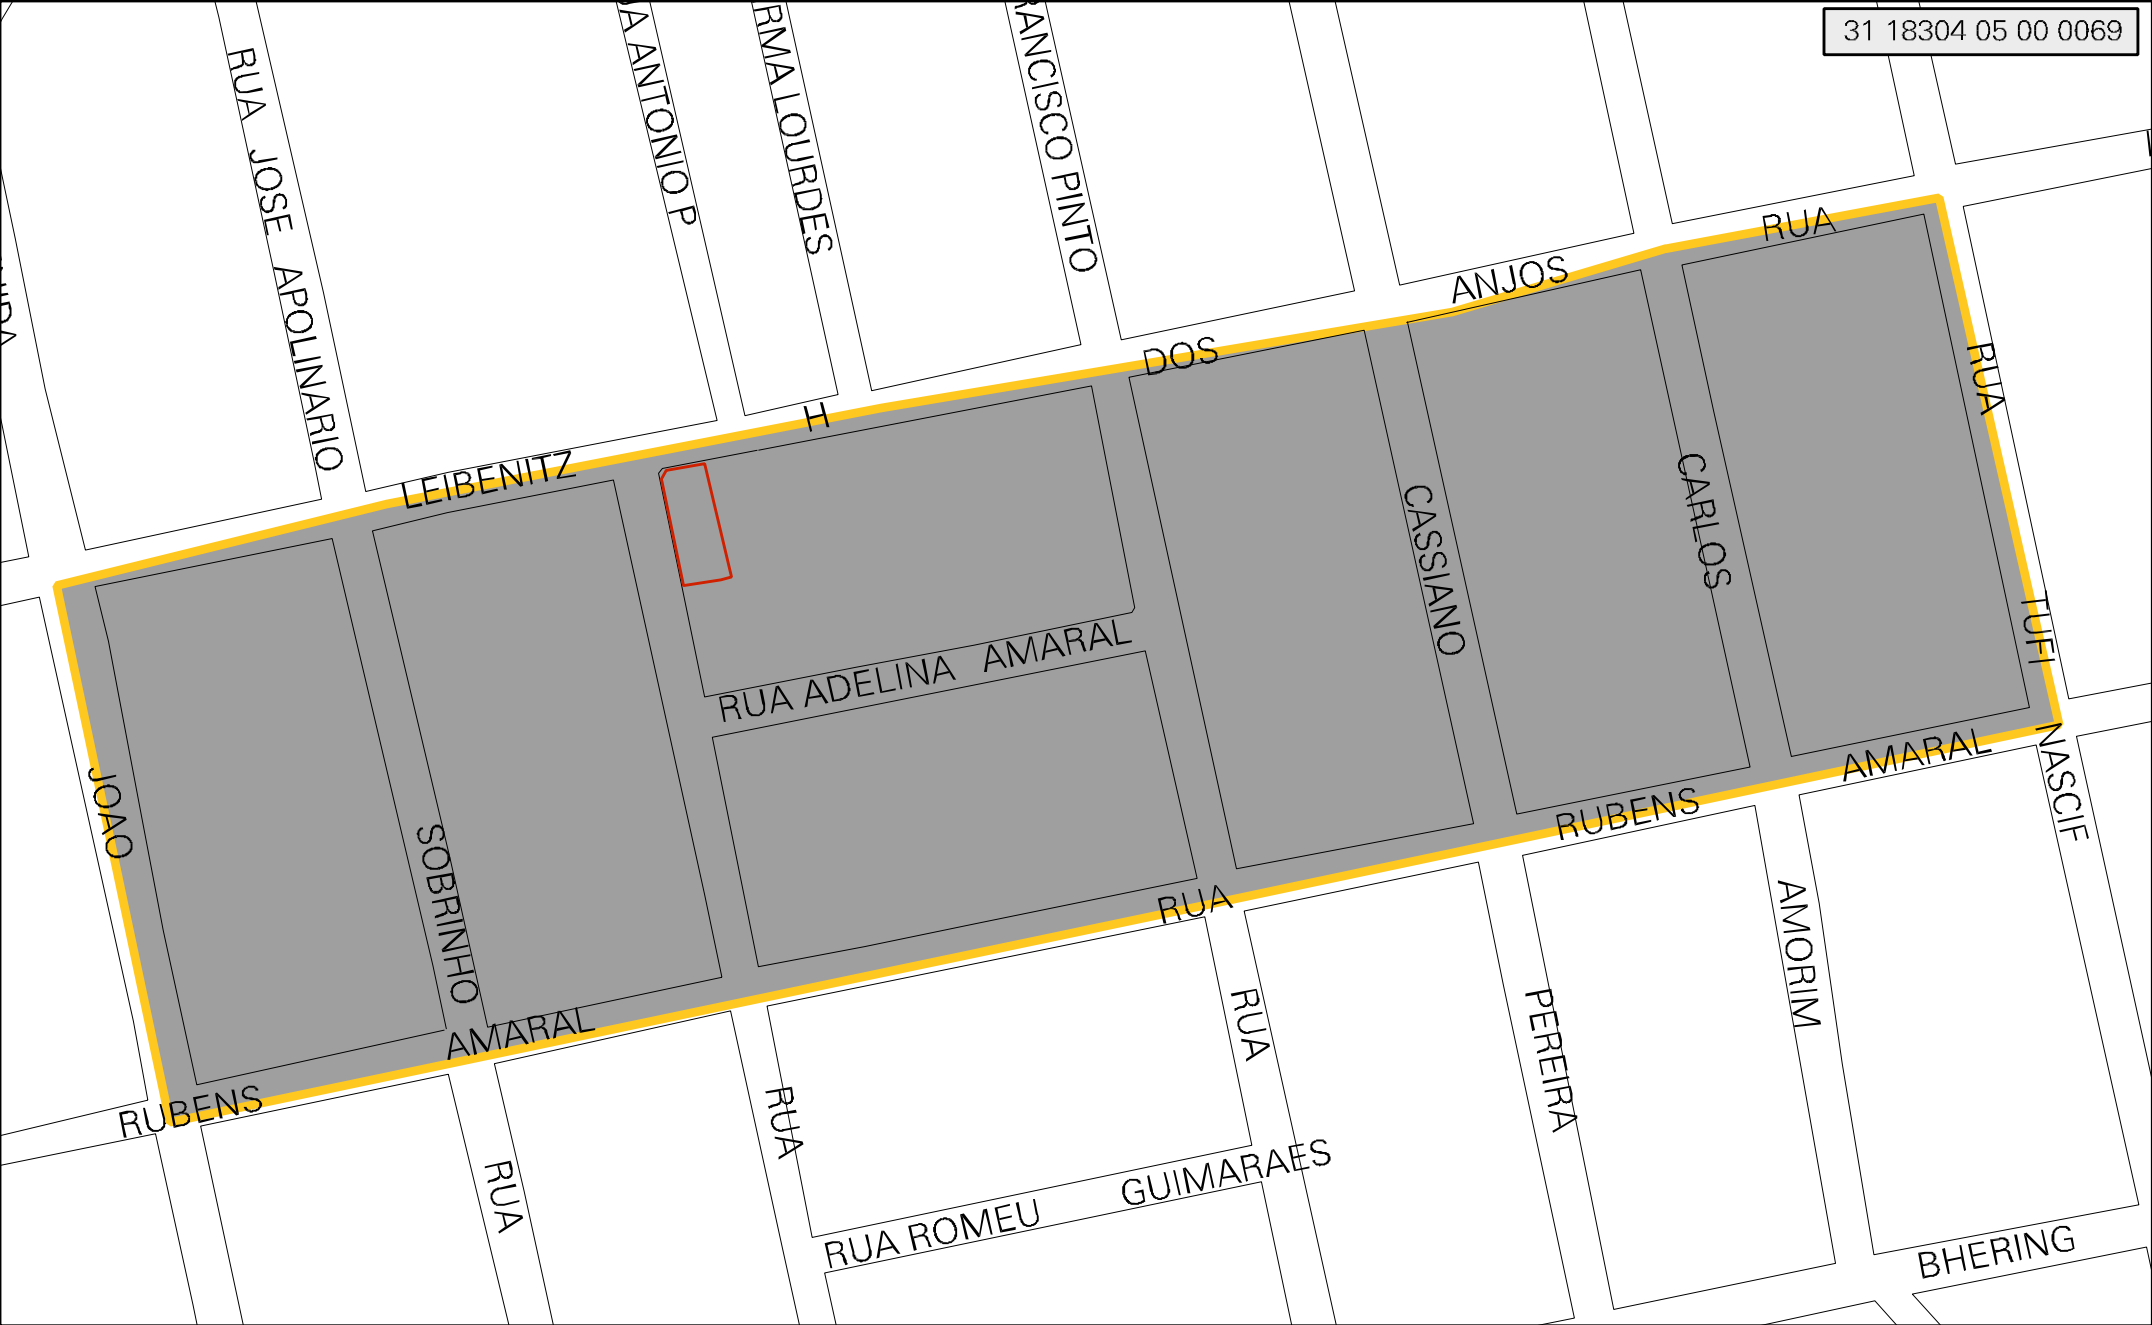 31 18304 05 00 0069
RUA JOSE APOLINARIO
ANTONIO P
LOURDES
PINTO
RUA
ANJOS
DOS
H
LEIBENITZ
RUA
TUFI
NASCIF
CARLOS
CASSIANO
RUA ADELINA AMARAL
JOAO
SOBRINHO
AMARAL
RUBENS
RUA
AMARAL
RUBENS
AMORIM
PEREIRA
RUA
RUA
RUA
RUA ROMEU GUIMARAES
BHERING